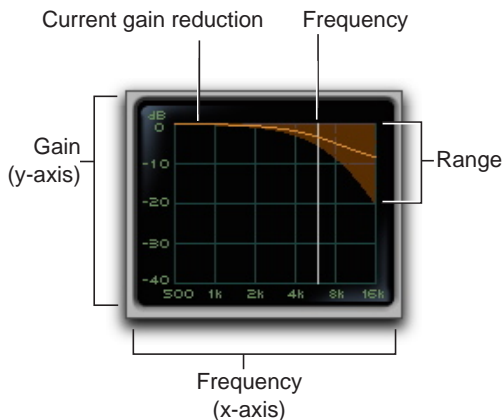 Current gain reduction
Frequency
Gain
(y-axis)
Range
dB
0
-10
-20
-30
-40
500 1k 2k 4k 8k 16k
Frequency
(x-axis)